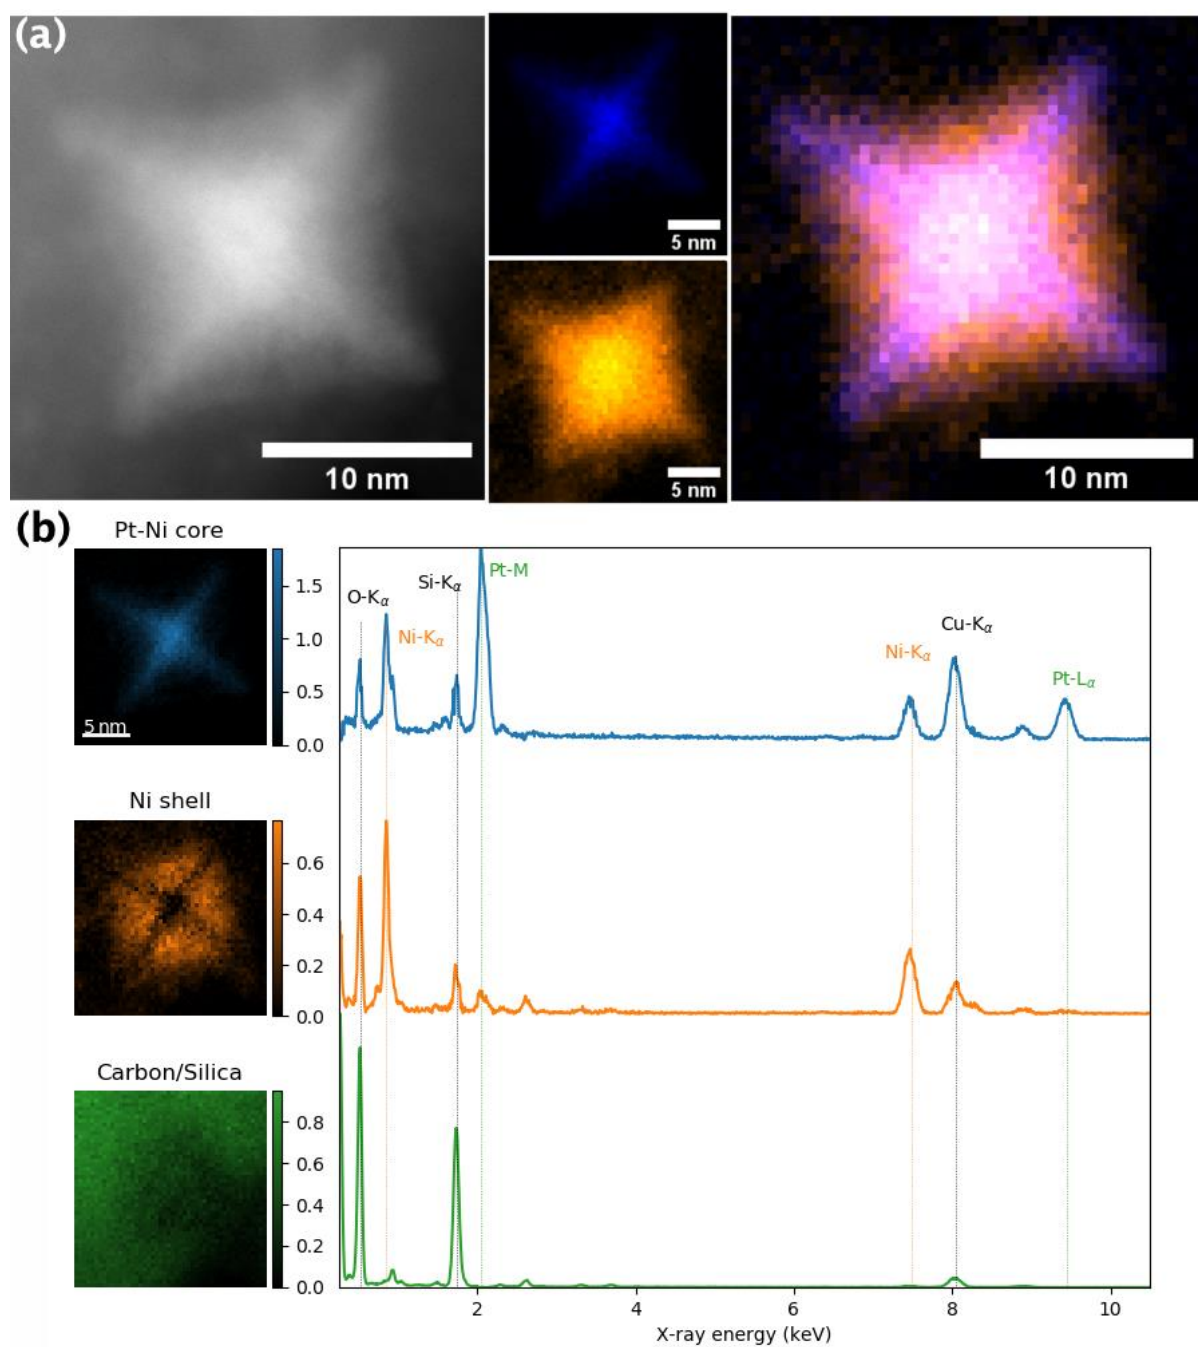 (a)
5 nm
5 nm
10 nm
10 nm
(b)
Pt-Ni core
1.5
1.0
0.5
0.0
5 nm
O-Kα
Ni-Kα
Si-Kα
Pt-M
Ni-Kα
Cu-Kα
Pt-Lα
Ni shell
0.6
0.4
0.2
0.0
Carbon/Silica
0.8
0.6
0.4
0.2
0.0
2 4 6 8 10
X-ray energy (keV)